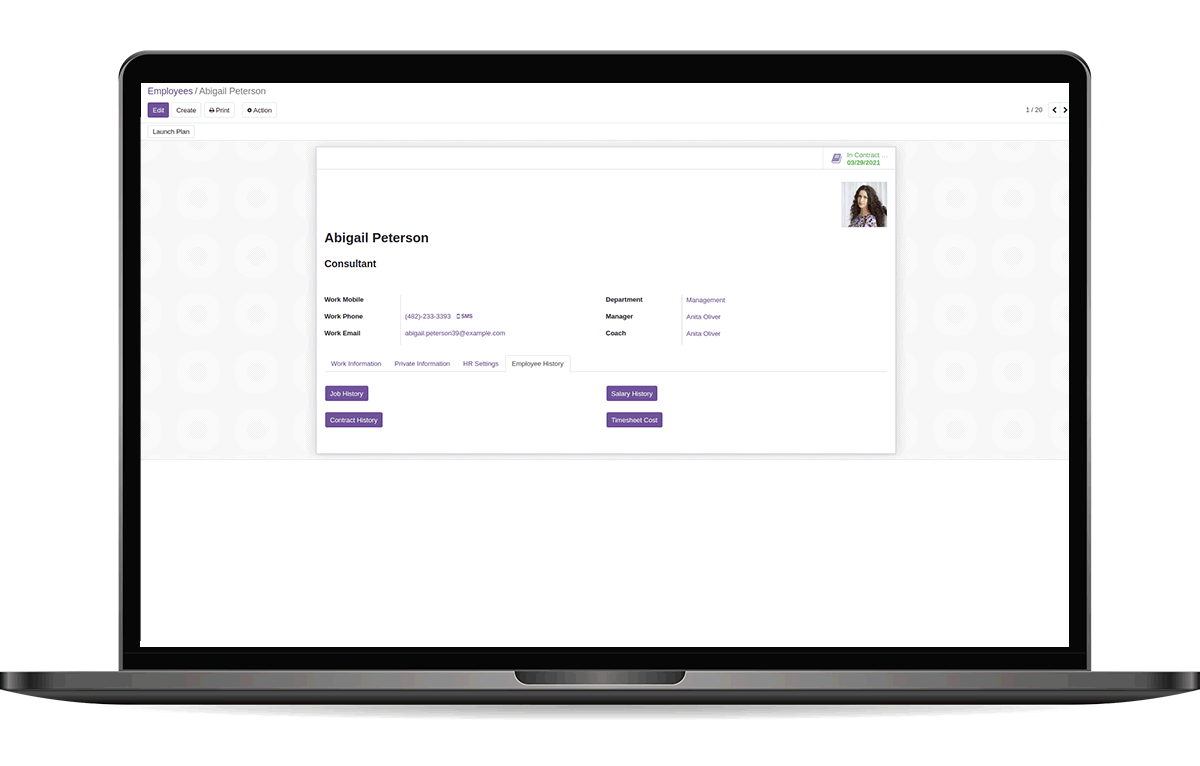 Employees / Abigail Peterson
Edit Create Print Action 1 / 20
Launch Plan
In Contract ...
03/29/2021
Abigail Peterson
Consultant
Work Mobile
Work Phone (482)-233-3393 SMS
Work Email abigail.peterson39@example.com
Department Management
Manager Anita Oliver
Coach Anita Oliver
Work Information Private Information HR Settings Employee History
Job History Salary History
Contract History Timesheet Cost